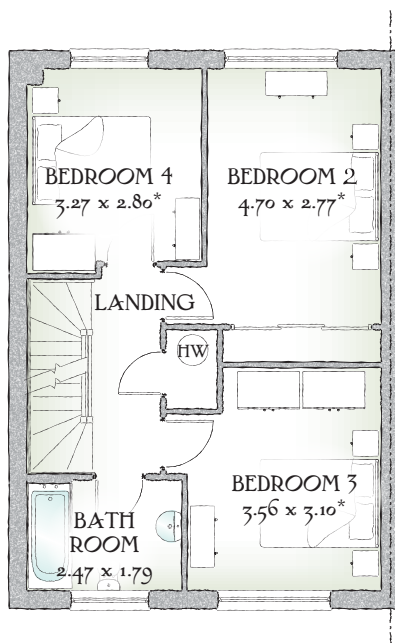 BEDROOM 4
3.27 x 2.80*
BEDROOM 2
4.70 x 2.77*
LANDING
HW
BEDROOM 3
3.56 x 3.10*
BATH
ROOM
2.47 x 1.79